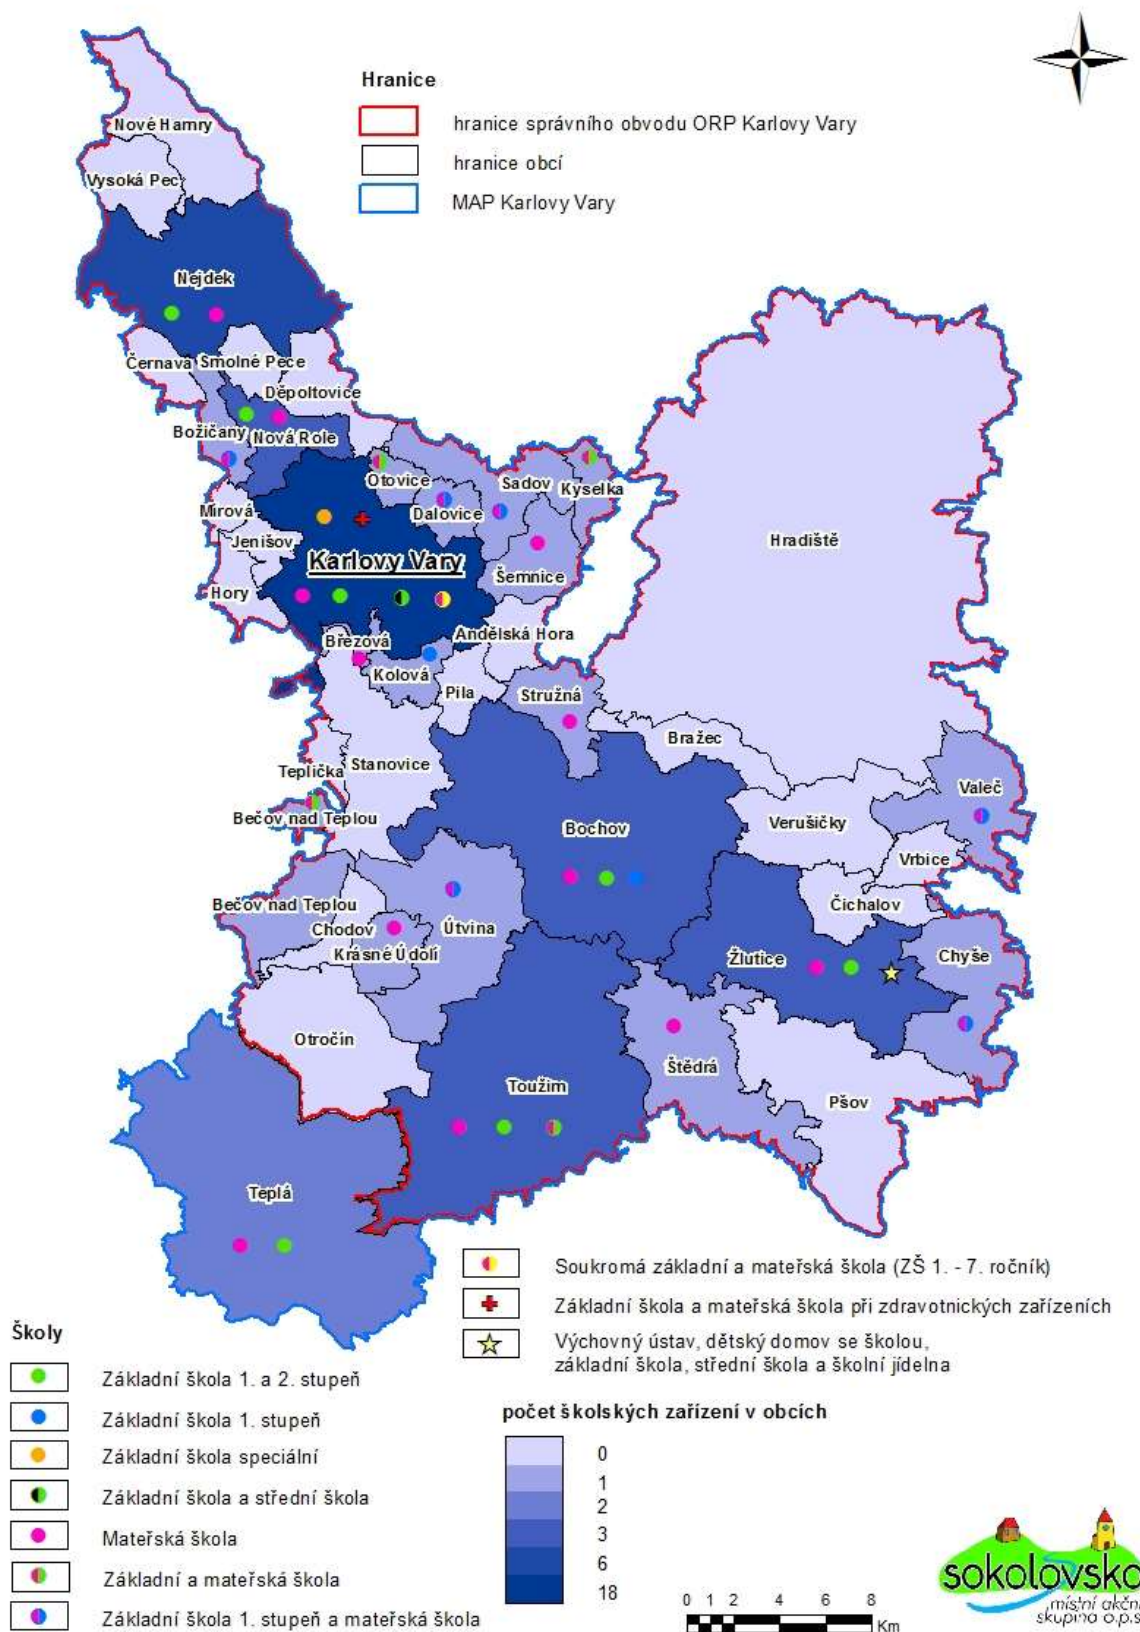 Hranice
hranice správního obvodu ORP Karlovy Vary
hranice obcí
MAP Karlovy Vary
Nové Hamry
Vysoká Pec
Nejdek
Černava
Smolné Pece
Děpoltovice
Božičany
Nová Role
Otovice
Sadov
Kyselka
Mírová
Dalovice
Jenišov
Hradiště
Karlovy Vary
Šemnice
Hory
Andělská Hora
Březová
Kolová
Pila
Stružná
Bražec
Stanovice
Teplička
Valeč
Bečov nad Teplou
Verušičky
Bochov
Vrbice
Bečov nad Teplou
Čichalov
Chodov
Útvina
Krásné Údolí
Žlutice
Chyše
Otročín
Štědrá
Toužim
Pšov
Teplá
Soukromá základní a mateřská škola (ZŠ 1. - 7. ročník)
Základní škola a mateřská škola při zdravotnických zařízeních
Výchovný ústav, dětský domov se školou,
základní škola, střední škola a školní jídelna
Školy
Základní škola 1. a 2. stupeň
Základní škola 1. stupeň
Základní škola speciální
Základní škola a střední škola
Mateřská škola
Základní a mateřská škola
Základní škola 1. stupeň a mateřská škola
počet školských zařízení v obcích
0
1
2
3
6
18
0 1 2 4 6 8
Km
sokolovsko
místní akční
skupina o.p.s.